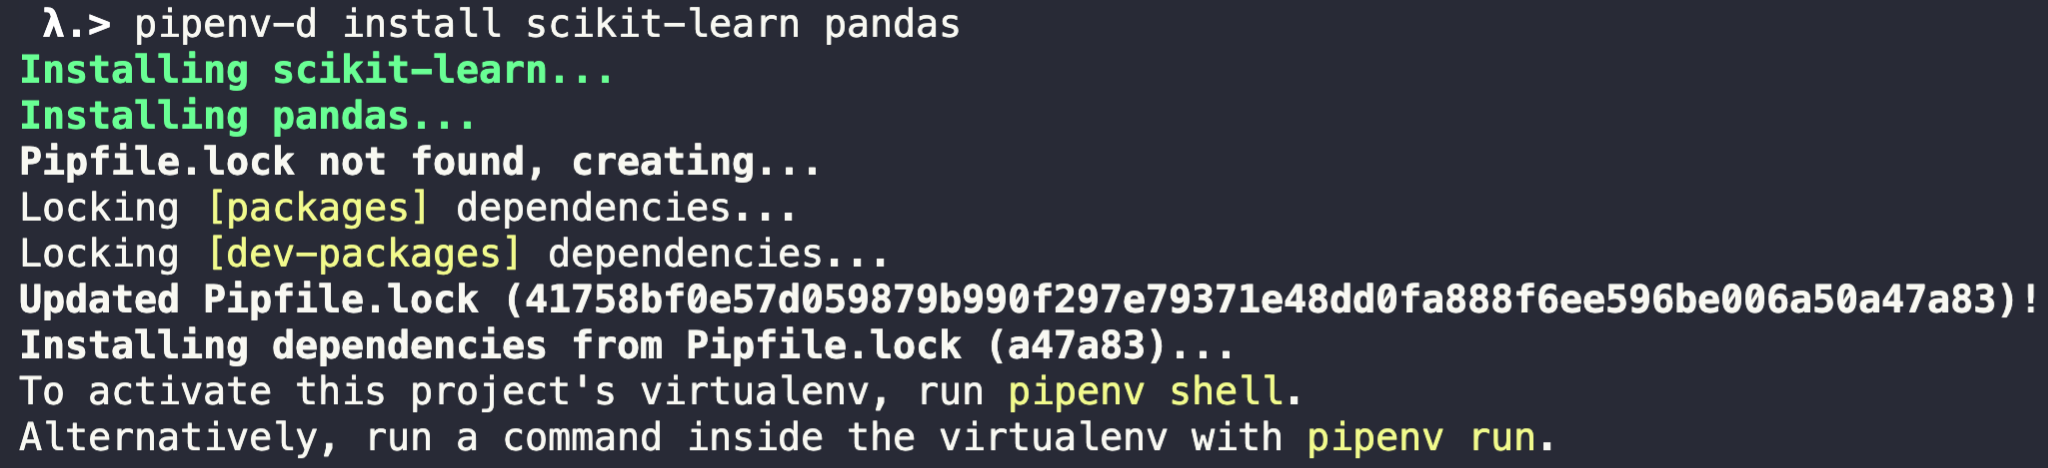 λ.> pipenv-d install scikit-learn pandas
Installing scikit-learn...
Installing pandas...
Pipfile.lock not found, creating...
Locking [packages] dependencies...
Locking [dev-packages] dependencies...
Updated Pipfile.lock (41758bf0e57d059879b990f297e79371e48dd0fa888f6ee596be006a50a47a83)!
Installing dependencies from Pipfile.lock (a47a83)...
To activate this project's virtualenv, run pipenv shell.
Alternatively, run a command inside the virtualenv with pipenv run.